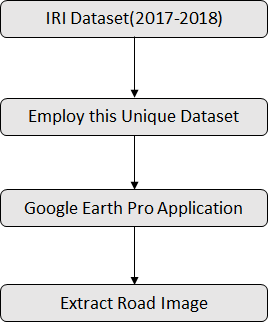 IRI Dataset(2017-2018)
Employ this Unique Dataset
Google Earth Pro Application
Extract Road Image